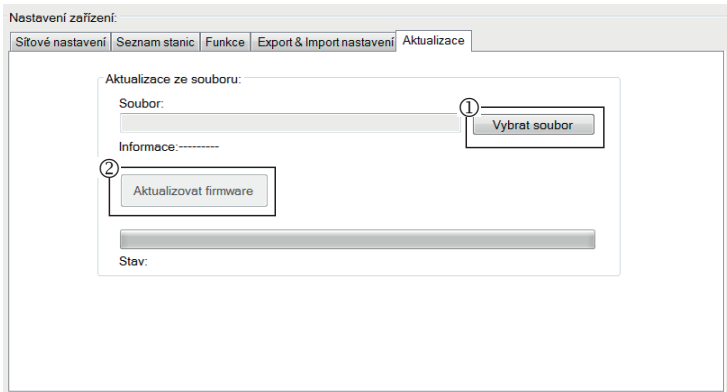 Nastavení zařízení:
Síťové nastavení Seznam stanic Funkce Export & Import nastavení Aktualizace
Aktualizace ze souboru:
Soubor:
① Vybrat soubor
Informace:---------
②
Aktualizovat firmware
Stav: